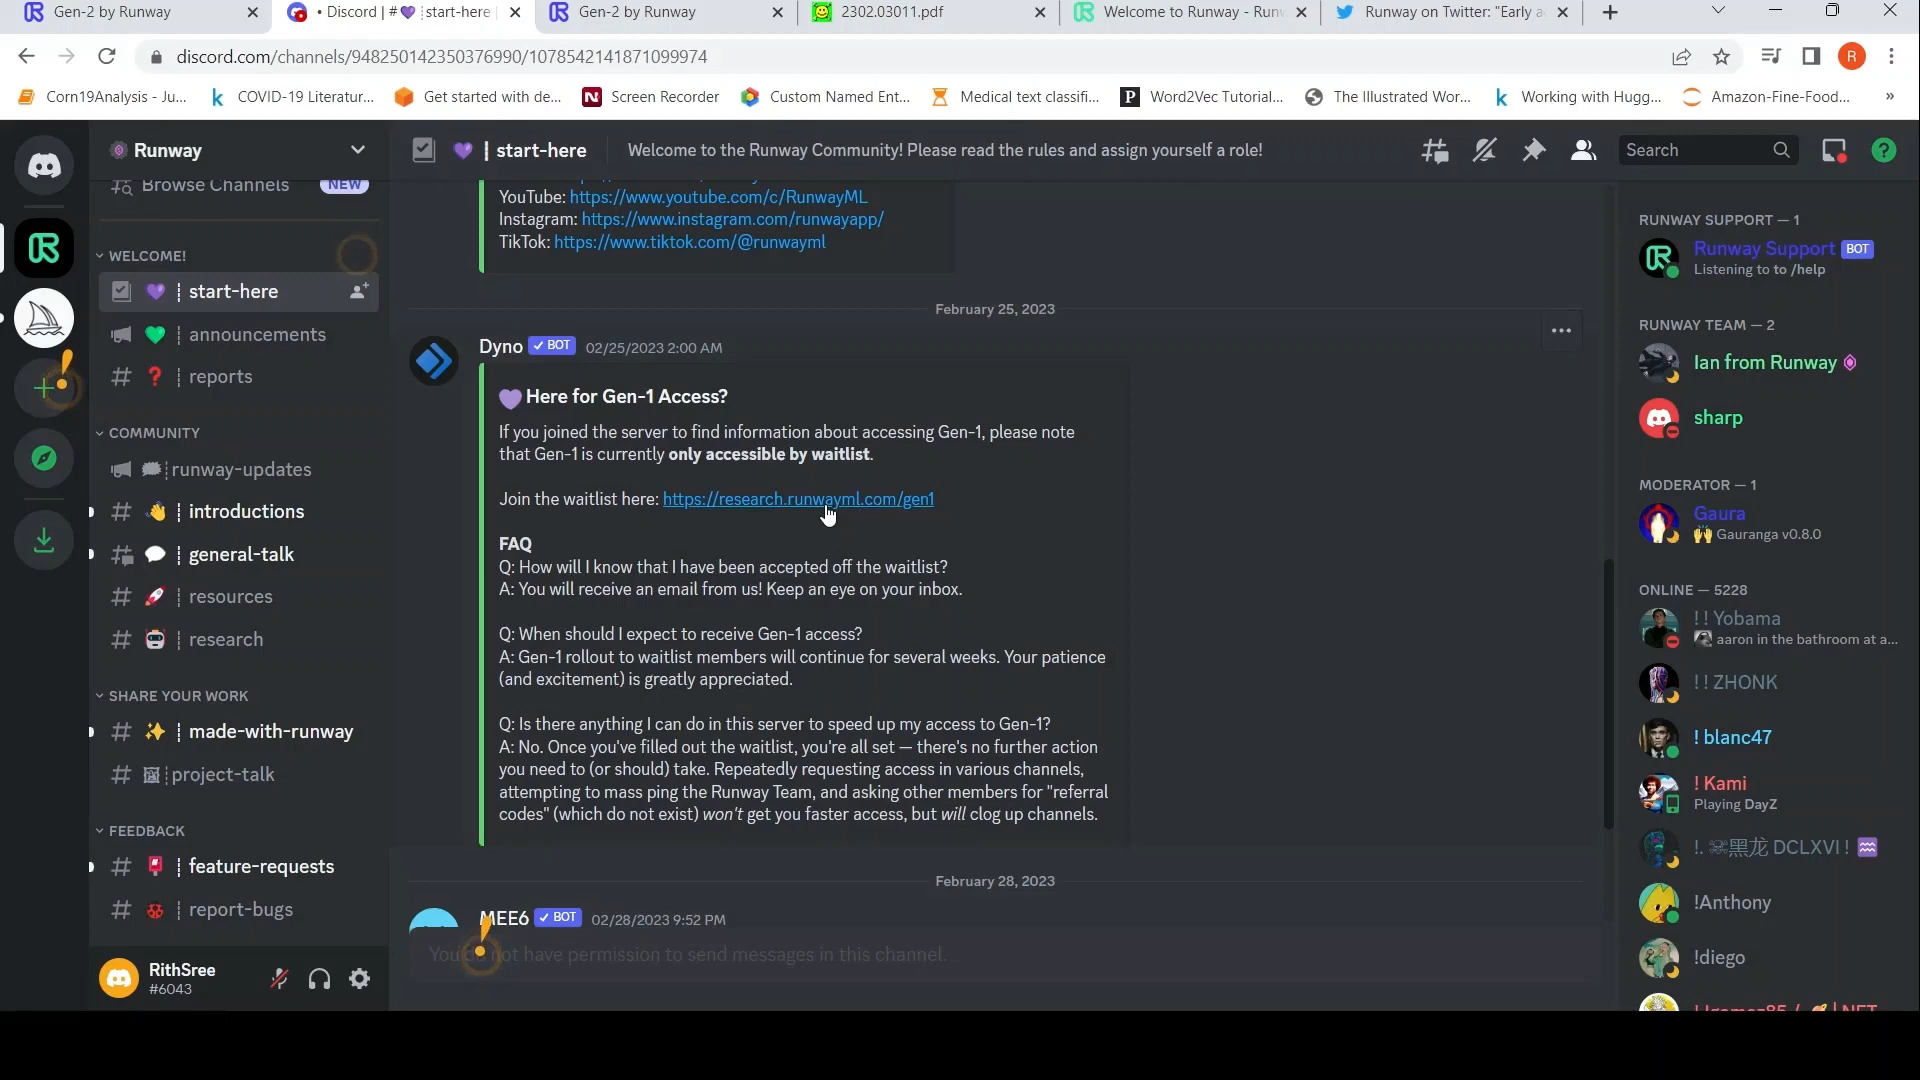 Gen-2 by Runway
• Discord | #💜┊start-here
Gen-2 by Runway
2302.03011.pdf
Welcome to Runway - Runw
Runway on Twitter: "Early a
discord.com/channels/948250142350376990/1078542141871099974
R
Corn19Analysis - Ju...
COVID-19 Literatur...
Get started with de...
Screen Recorder
Custom Named Ent...
Medical text classifi...
Word2Vec Tutorial...
The Illustrated Wor...
Working with Hugg...
Amazon-Fine-Food...
»
Runway
Browse Channels
NEW
WELCOME!
💜┊start-here
💚┊announcements
❓┊reports
COMMUNITY
┊runway-updates
👋┊introductions
💬┊general-talk
🚀┊resources
🤖┊research
SHARE YOUR WORK
✨┊made-with-runway
🖼┊project-talk
FEEDBACK
📮┊feature-requests
🐞┊report-bugs
RithSree
#6043
💜┊start-here
Welcome to the Runway Community! Please read the rules and assign yourself a role!
Search
YouTube: https://www.youtube.com/c/RunwayML
Instagram: https://www.instagram.com/runwayapp/
TikTok: https://www.tiktok.com/@runwayml
February 25, 2023
Dyno ✓ BOT 02/25/2023 2:00 AM
💜 Here for Gen-1 Access?
If you joined the server to find information about accessing Gen-1, please note
that Gen-1 is currently only accessible by waitlist.
Join the waitlist here: https://research.runwayml.com/gen1
FAQ
Q: How will I know that I have been accepted off the waitlist?
A: You will receive an email from us! Keep an eye on your inbox.
Q: When should I expect to receive Gen-1 access?
A: Gen-1 rollout to waitlist members will continue for several weeks. Your patience
(and excitement) is greatly appreciated.
Q: Is there anything I can do in this server to speed up my access to Gen-1?
A: No. Once you've filled out the waitlist, you're all set — there's no further action
you need to (or should) take. Repeatedly requesting access in various channels,
attempting to mass ping the Runway Team, and asking other members for "referral
codes" (which do not exist) won't get you faster access, but will clog up channels.
February 28, 2023
MEE6 ✓ BOT 02/28/2023 9:52 PM
You do not have permission to send messages in this channel.
RUNWAY SUPPORT — 1
Runway Support BOT
Listening to to /help
RUNWAY TEAM — 2
Ian from Runway
sharp
MODERATOR — 1
Gaura
🙌 Gauranga v0.8.0
ONLINE — 5228
! ! Yobama
aaron in the bathroom at a...
! ! ZHONK
! blanc47
! Kami
Playing DayZ
!. ☠黑龙 DCLXVI ! ♒
!Anthony
!diego